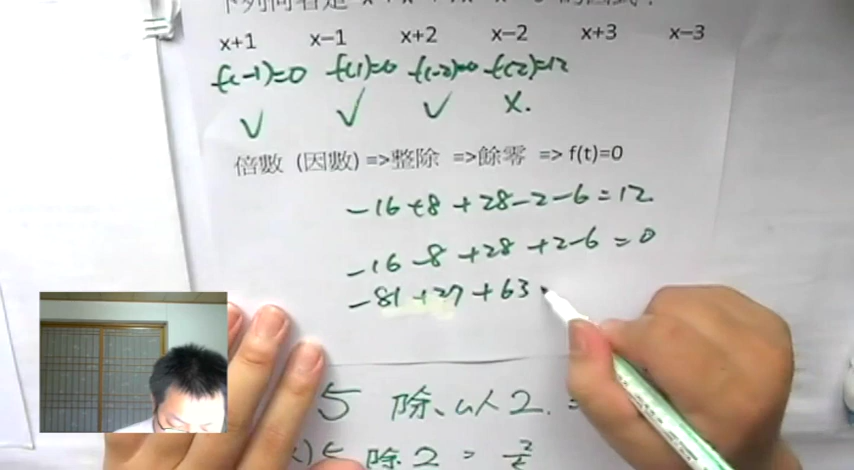 x+1 x−1 x+2 x−2 x+3 x−3
f(-1)=0 f(1)=0 f(-2)=0 f(2)=12
✓ ✓ ✓ ×.
倍數 (因數) =>整除 =>餘零 => f(t)=0
-16+8+28-2-6=12
-16-8+28+2-6=0
-81+27+63
5 除以2. =
除2 =